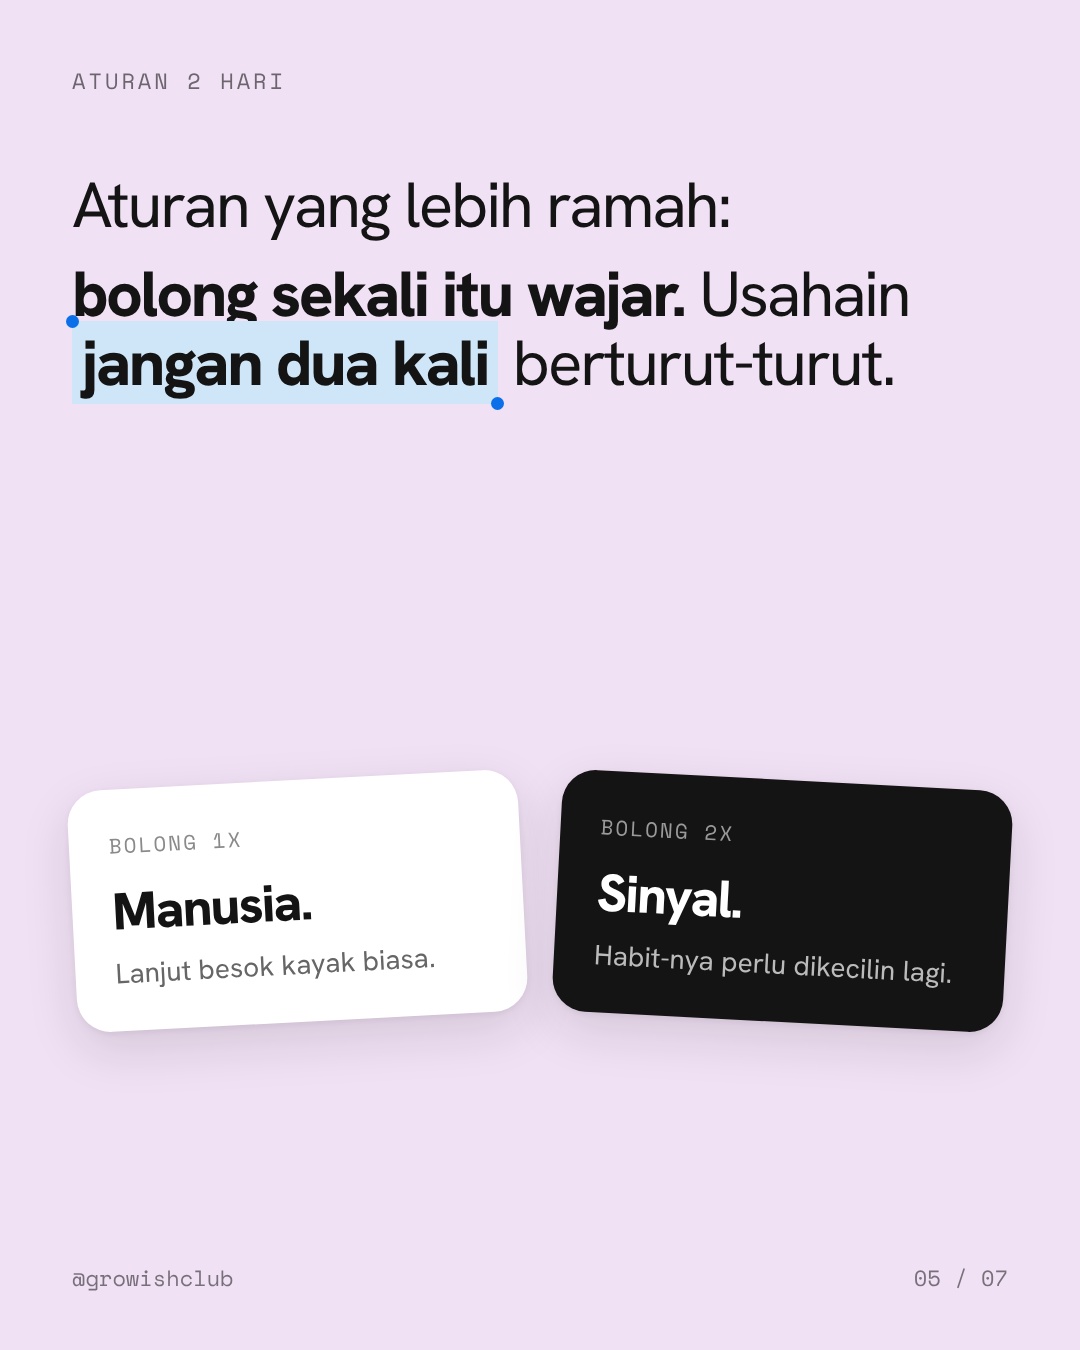 ATURAN 2 HARI
Aturan yang lebih ramah:
bolong sekali itu wajar. Usahain
jangan dua kali berturut-turut.
BOLONG 1X
Manusia.
Lanjut besok kayak biasa.
BOLONG 2X
Sinyal.
Habit-nya perlu dikecilin lagi.
@growishclub
05 / 07